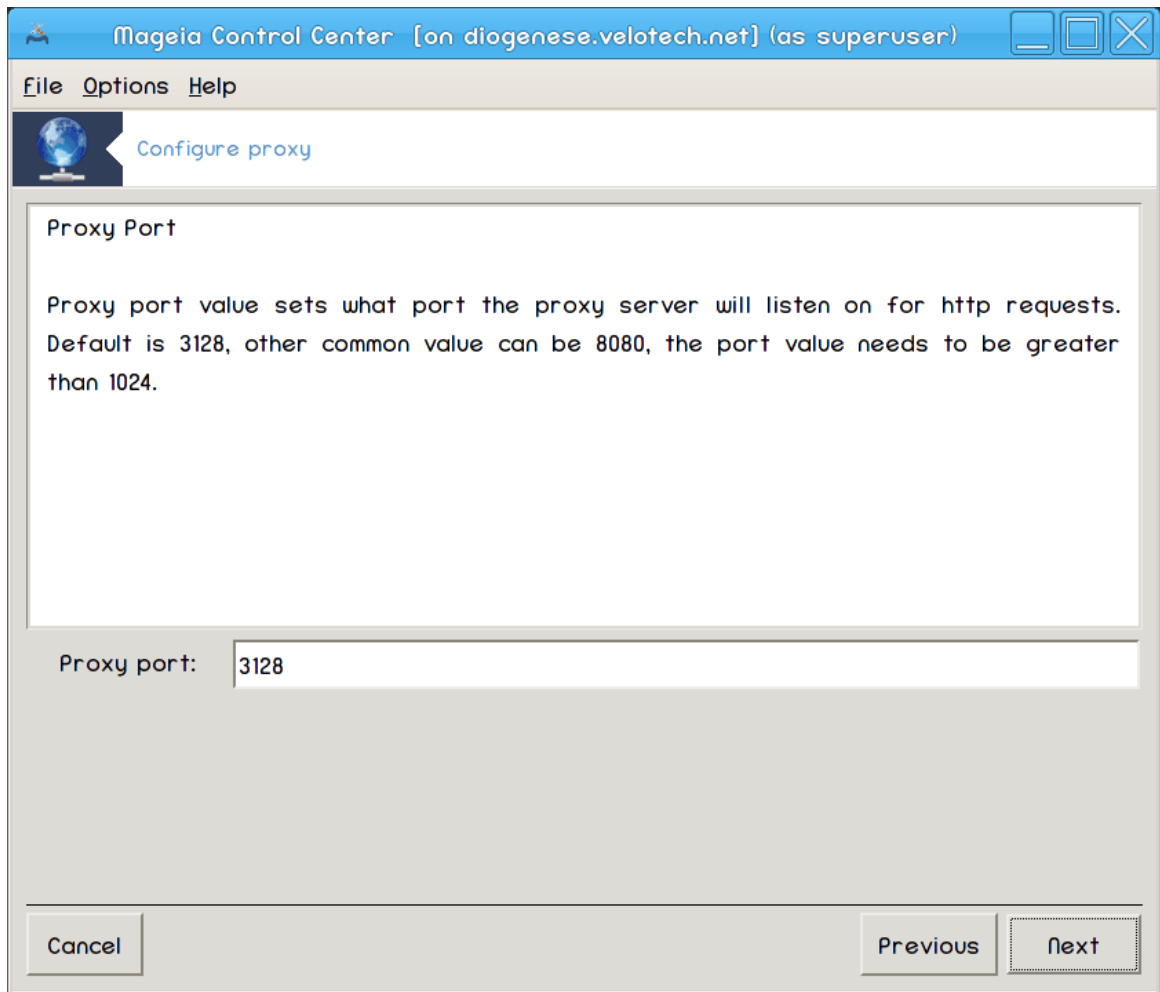 Mageia Control Center [on diogenese.velotech.net] (as superuser)
File Options Help
Configure proxy
Proxy Port
Proxy port value sets what port the proxy server will listen on for http requests.
Default is 3128, other common value can be 8080, the port value needs to be greater
than 1024.
Proxy port: 3128
Cancel Previous Next